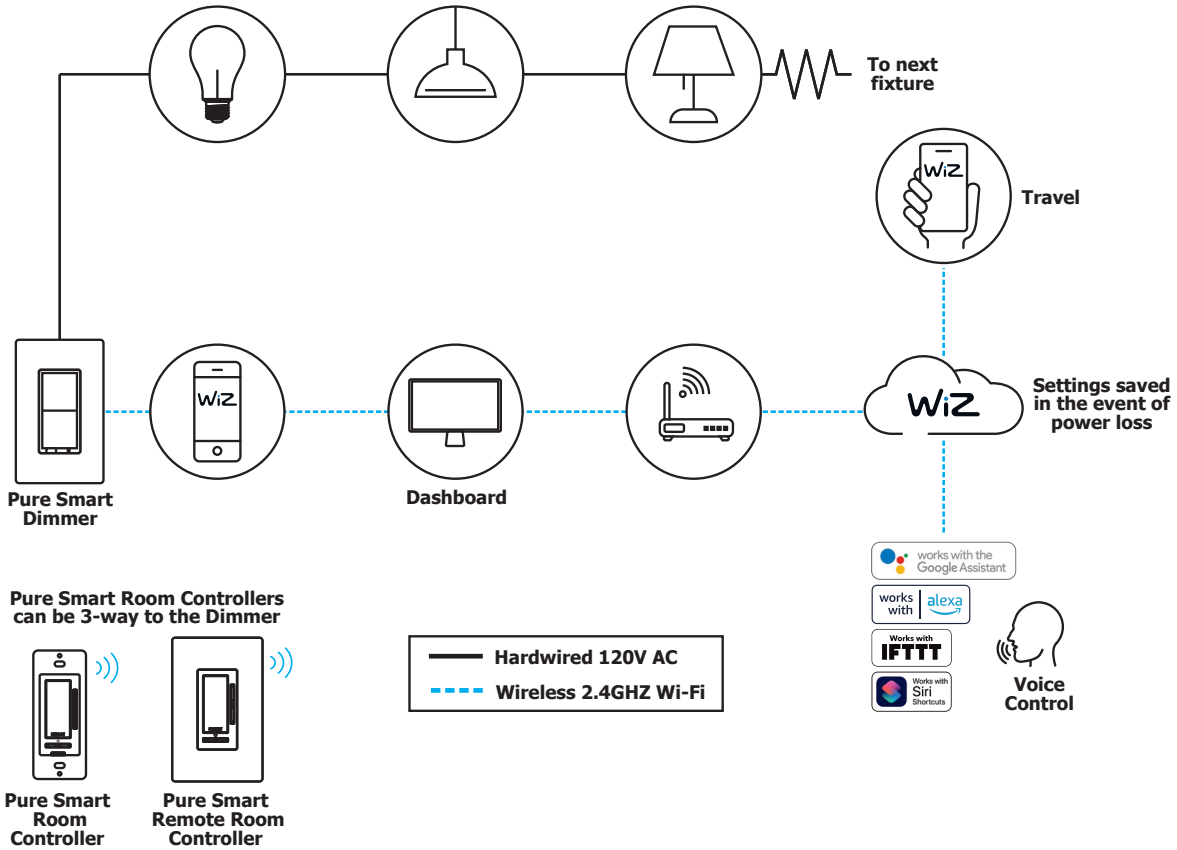 To next
fixture
WiZ
Travel
WiZ
WiZ
Settings saved
in the event of
power loss
Pure Smart
Dimmer
Dashboard
works with the
Google Assistant
works
with
alexa
Works with
IFTTT
Works with
Siri
Shortcuts
Voice
Control
Pure Smart Room Controllers
can be 3-way to the Dimmer
Hardwired 120V AC
Wireless 2.4GHZ Wi-Fi
Pure Smart
Room
Controller
Pure Smart
Remote Room
Controller